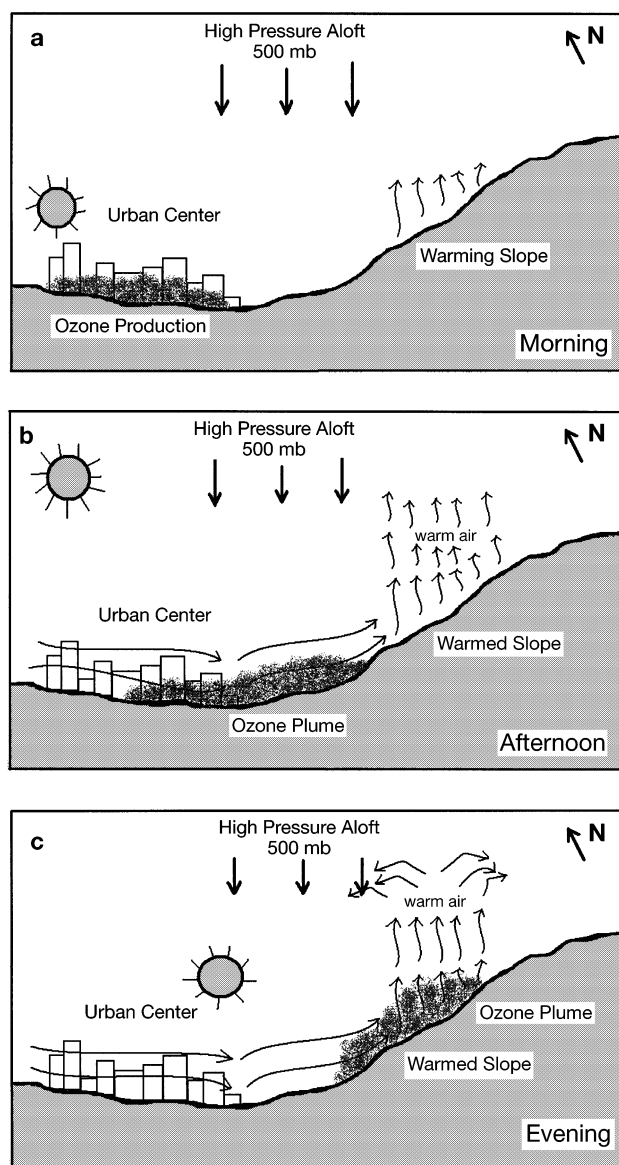 a
High Pressure Aloft
500 mb
N
Urban Center
Warming Slope
Ozone Production
Morning
b
High Pressure Aloft
500 mb
N
warm air
Urban Center
Warmed Slope
Ozone Plume
Afternoon
c
High Pressure Aloft
500 mb
N
warm air
Urban Center
Ozone Plume
Warmed Slope
Evening